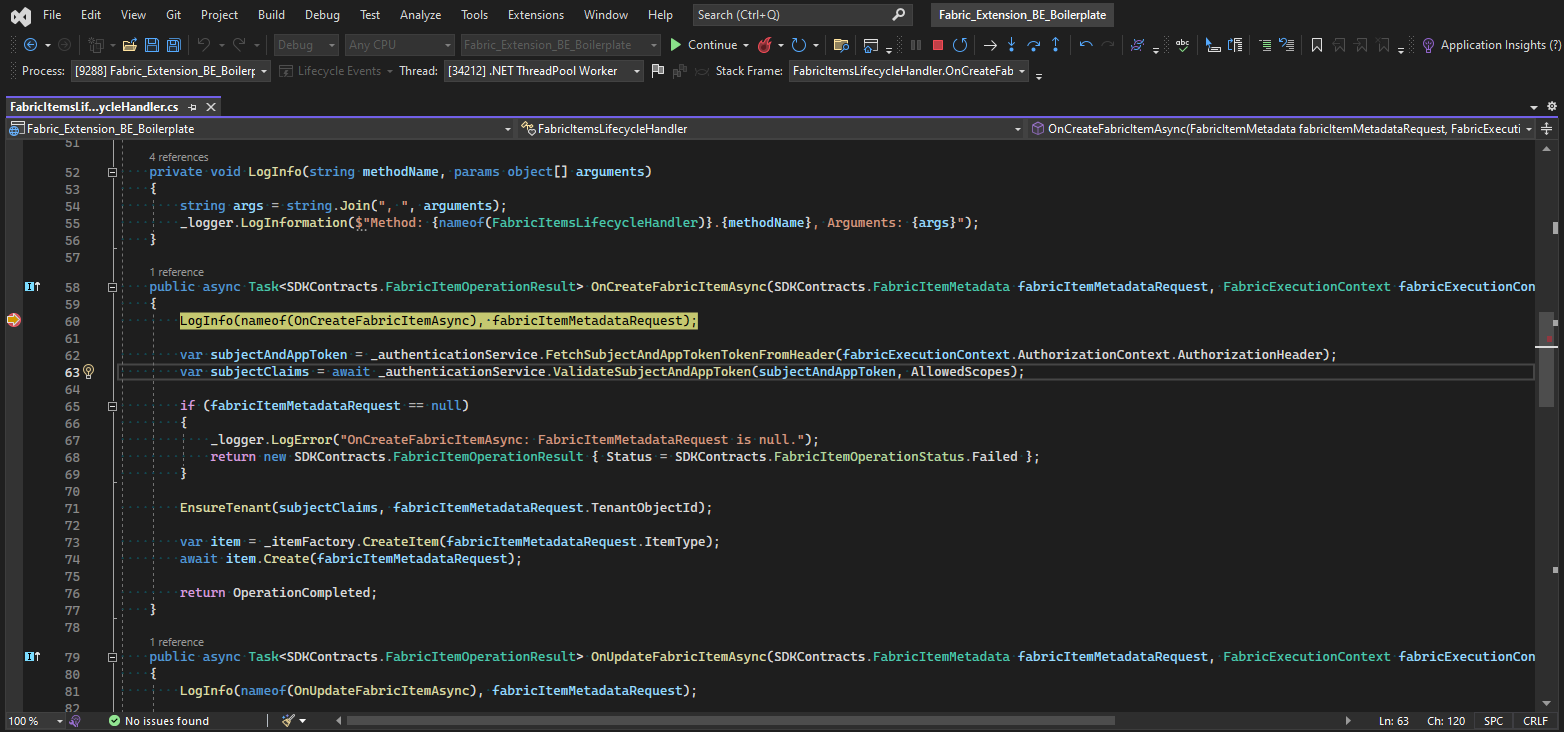 File Edit View Git Project Build Debug Test Analyze Tools Extensions Window Help Search (Ctrl+Q) Fabric_Extension_BE_Boilerplate
Debug Any CPU Fabric_Extension_BE_Boilerplate Continue Application Insights (?)
Process: [9288] Fabric_Extension_BE_Boilerp Lifecycle Events Thread: [34212] .NET ThreadPool Worker Stack Frame: FabricItemsLifecycleHandler.OnCreateFab
FabricItemsLif...ycleHandler.cs
Fabric_Extension_BE_Boilerplate FabricItemsLifecycleHandler OnCreateFabricItemAsync(FabricItemMetadata fabricItemMetadataRequest, FabricExecuti
51
4 references
52 private void LogInfo(string methodName, params object[] arguments)
53 {
54 string args = string.Join(", ", arguments);
55 _logger.LogInformation($"Method: {nameof(FabricItemsLifecycleHandler)}.{methodName}, Arguments: {args}");
56 }
57
1 reference
58 public async Task<SDKContracts.FabricItemOperationResult> OnCreateFabricItemAsync(SDKContracts.FabricItemMetadata fabricItemMetadataRequest, FabricExecutionContext fabricExecutionCon
59 {
60 LogInfo(nameof(OnCreateFabricItemAsync), fabricItemMetadataRequest);
61
62 var subjectAndAppToken = _authenticationService.FetchSubjectAndAppTokenTokenFromHeader(fabricExecutionContext.AuthorizationContext.AuthorizationHeader);
63 var subjectClaims = await _authenticationService.ValidateSubjectAndAppToken(subjectAndAppToken, AllowedScopes);
64
65 if (fabricItemMetadataRequest == null)
66 {
67 _logger.LogError("OnCreateFabricItemAsync: FabricItemMetadataRequest is null.");
68 return new SDKContracts.FabricItemOperationResult { Status = SDKContracts.FabricItemOperationStatus.Failed };
69 }
70
71 EnsureTenant(subjectClaims, fabricItemMetadataRequest.TenantObjectId);
72
73 var item = _itemFactory.CreateItem(fabricItemMetadataRequest.ItemType);
74 await item.Create(fabricItemMetadataRequest);
75
76 return OperationCompleted;
77 }
78
1 reference
79 public async Task<SDKContracts.FabricItemOperationResult> OnUpdateFabricItemAsync(SDKContracts.FabricItemMetadata fabricItemMetadataRequest, FabricExecutionContext fabricExecutionCon
80 {
81 LogInfo(nameof(OnUpdateFabricItemAsync), fabricItemMetadataRequest);
82
100 % No issues found Ln: 63 Ch: 120 SPC CRLF